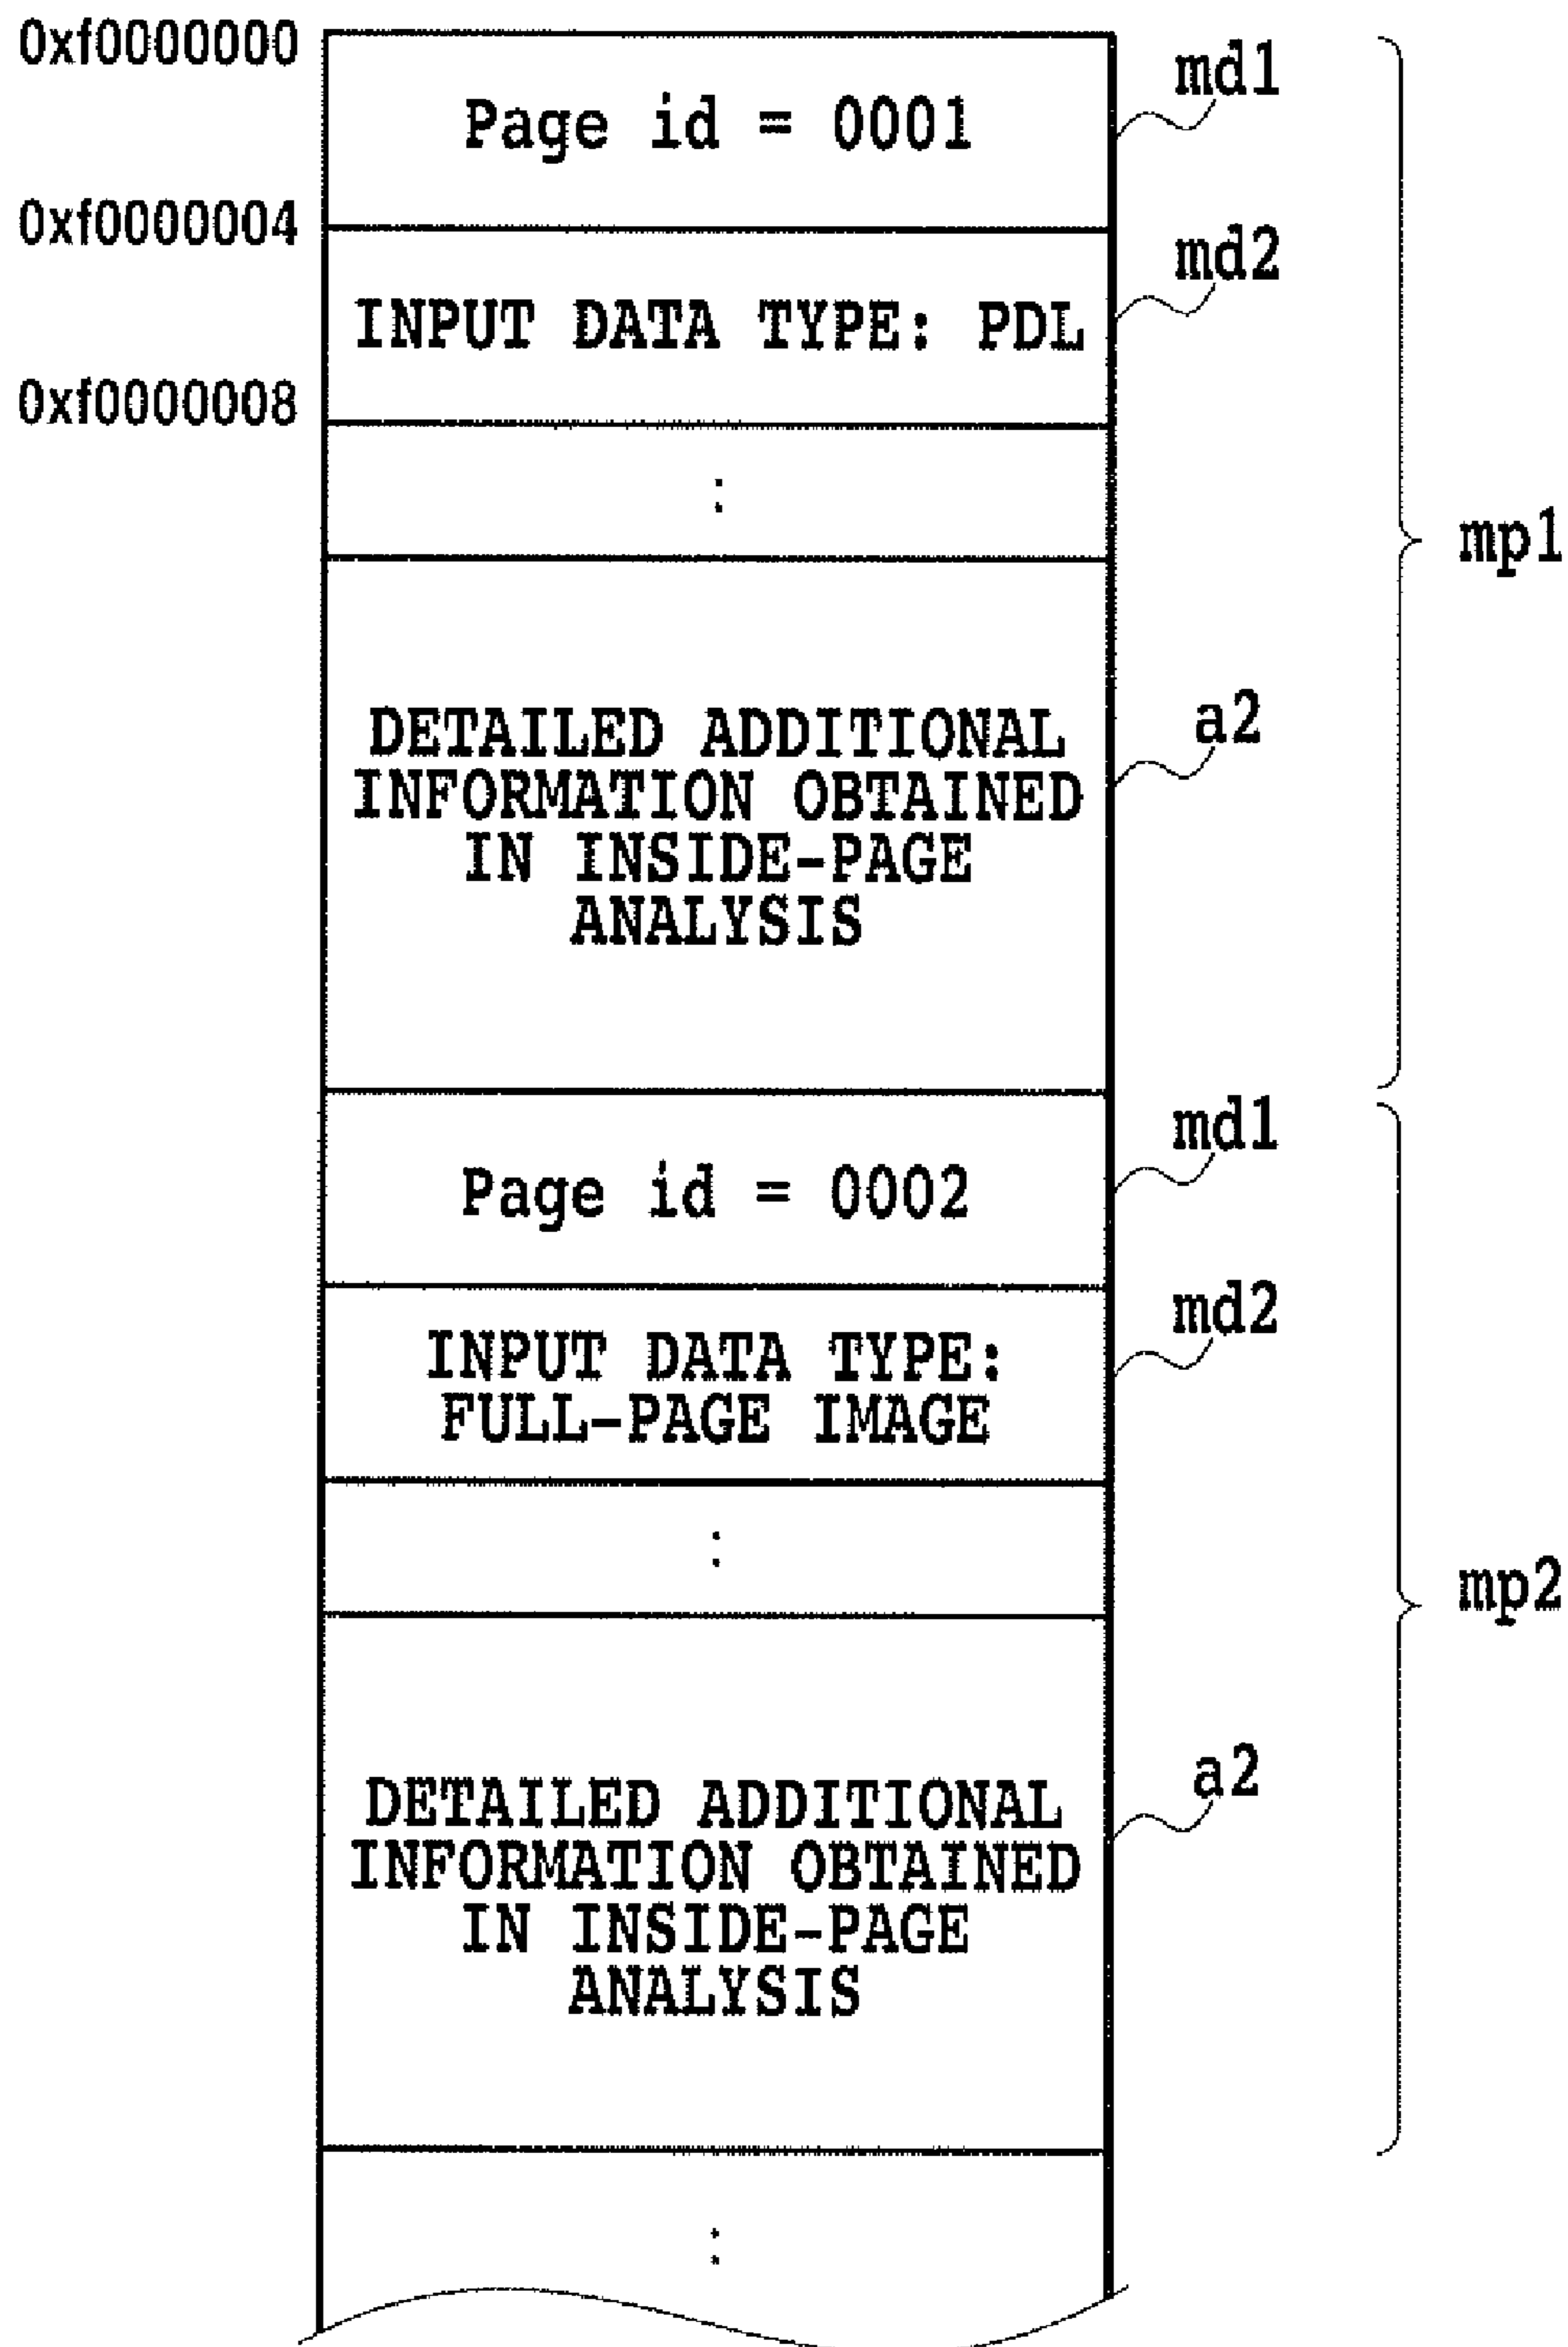 0xf0000000
Page id = 0001
md1
0xf0000004
INPUT DATA TYPE: PDL
md2
0xf0000008
:
mp1
DETAILED ADDITIONAL
INFORMATION OBTAINED
IN INSIDE-PAGE
ANALYSIS
a2
Page id = 0002
md1
INPUT DATA TYPE:
FULL-PAGE IMAGE
md2
:
mp2
DETAILED ADDITIONAL
INFORMATION OBTAINED
IN INSIDE-PAGE
ANALYSIS
a2
: